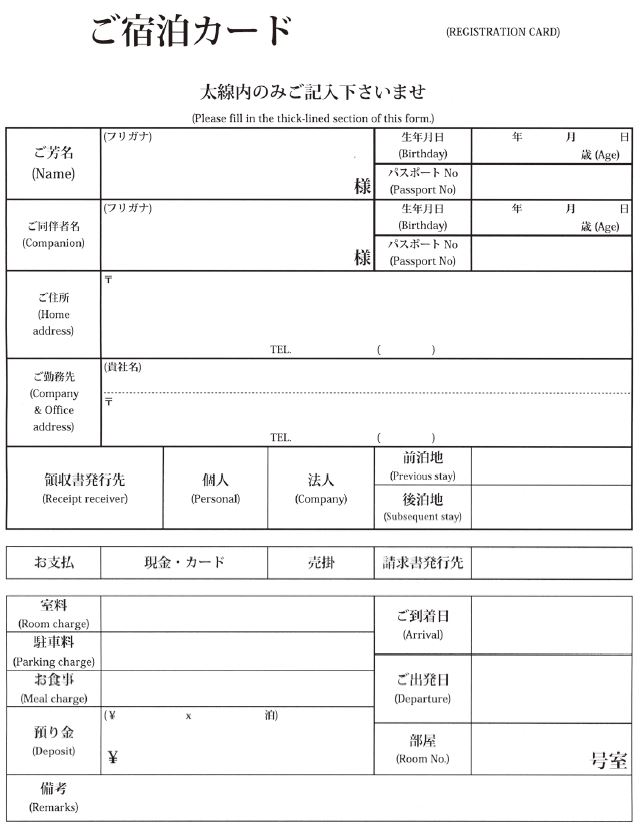 ご宿泊カード
(REGISTRATION CARD)
太線内のみご記入下さいませ
(Please fill in the thick-lined section of this form.)
ご芳名
(Name)
(フリガナ)
様
生年月日
(Birthday)
年 月 日
歳 (Age)
パスポート No
(Passport No)
ご同伴者名
(Companion)
(フリガナ)
様
生年月日
(Birthday)
年 月 日
歳 (Age)
パスポート No
(Passport No)
ご住所
(Home
address)
〒
TEL. ( )
ご勤務先
(Company
& Office
address)
(貴社名)
〒
TEL. ( )
領収書発行先
(Receipt receiver)
個人
(Personal)
法人
(Company)
前泊地
(Previous stay)
後泊地
(Subsequent stay)
お支払
現金・カード
売掛
請求書発行先
室料
(Room charge)
駐車料
(Parking charge)
お食事
(Meal charge)
預り金
(Deposit)
(¥ x 泊)
¥
ご到着日
(Arrival)
ご出発日
(Departure)
部屋
(Room No.)
号室
備考
(Remarks)